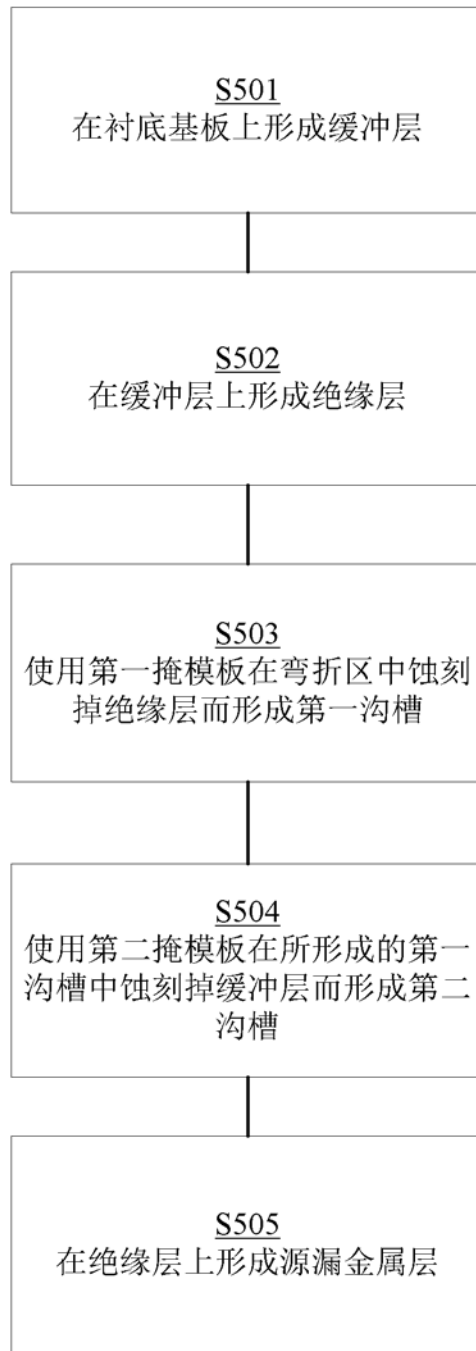 S501
在衬底基板上形成缓冲层
S502
在缓冲层上形成绝缘层
S503
使用第一掩模板在弯折区中蚀刻
掉绝缘层而形成第一沟槽
S504
使用第二掩模板在所形成的第一
沟槽中蚀刻掉缓冲层而形成第二
沟槽
S505
在绝缘层上形成源漏金属层